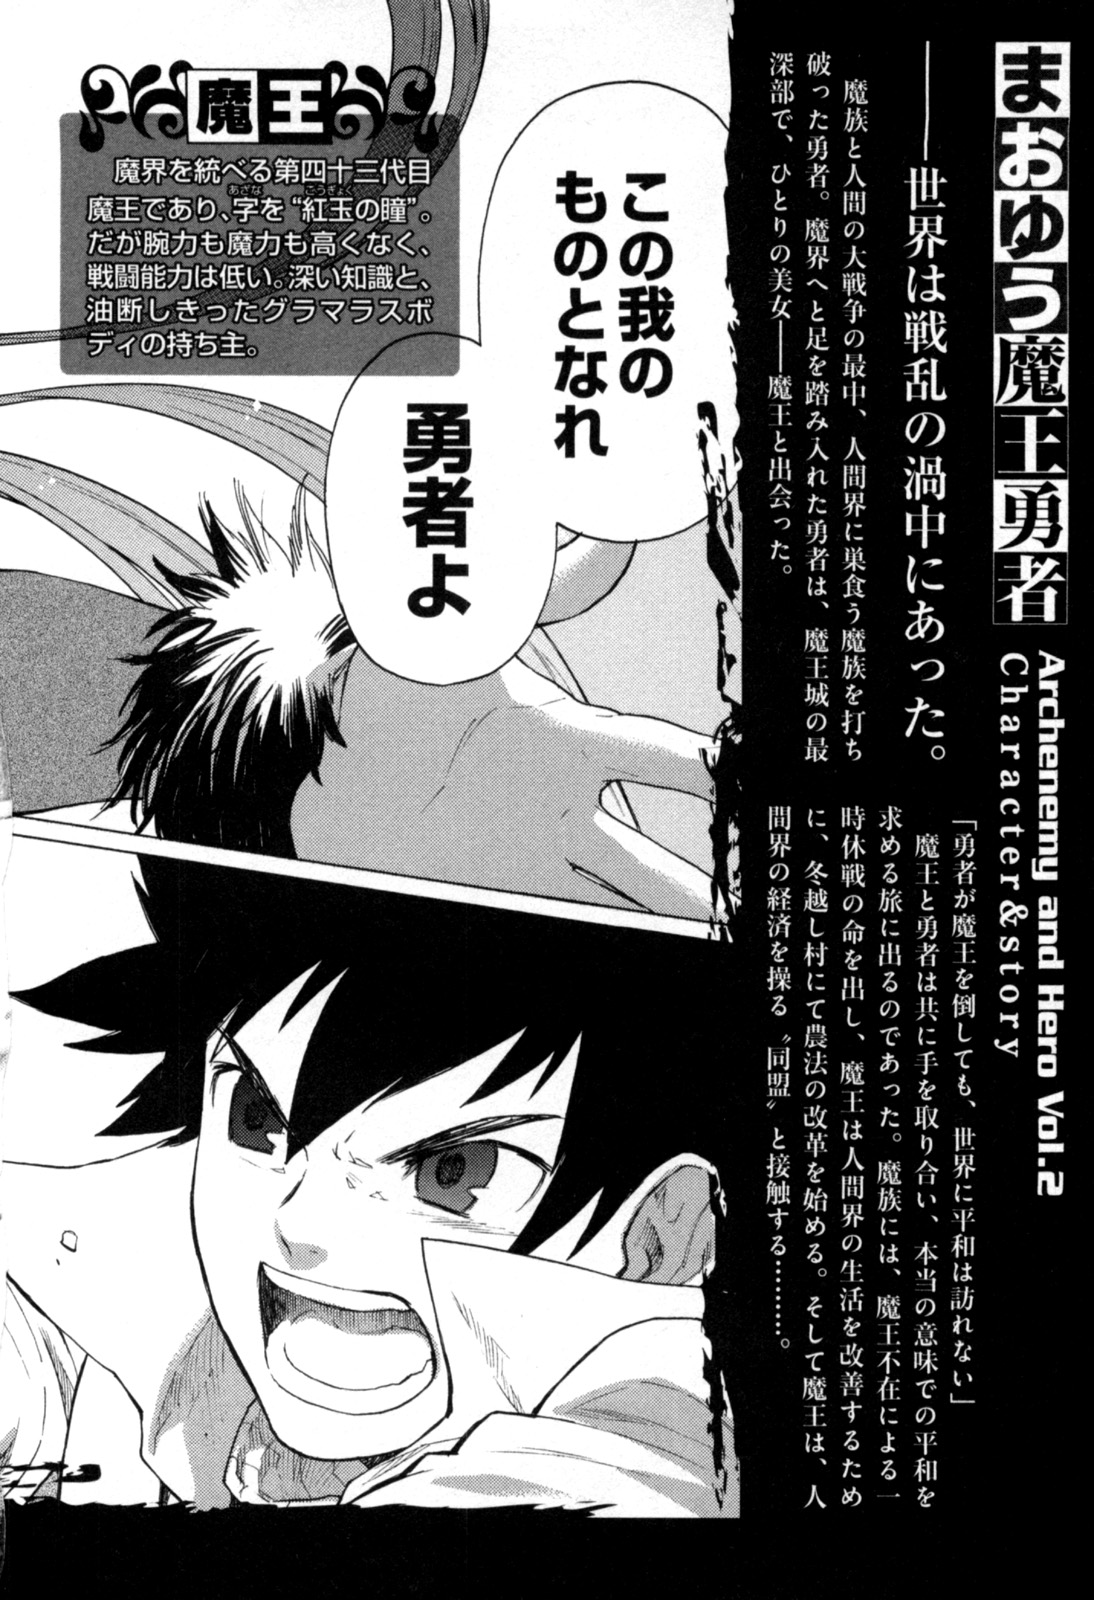 まおゆう魔王勇者
Archenemy and Hero Vol.2
Character&story
――世界は戦乱の渦中にあった。
魔族と人間の大戦争の最中、人間界に巣食う魔族を打ち
破った勇者。魔界へと足を踏み入れた勇者は、魔王城の最
深部で、ひとりの美女――魔王と出会った。
「勇者が魔王を倒しても、世界に平和は訪れない」
魔王と勇者は共に手を取り合い、本当の意味での平和を
求める旅に出るのであった。魔族には、魔王不在による一
時休戦の命を出し、魔王は人間界の生活を改善するため
に、冬越し村にて農法の改革を始める。そして魔王は、人
間界の経済を操る〝同盟〟と接触する………。
この我の
ものとなれ
勇者よ
魔王
魔界を統べる第四十三代目
魔王であり、字を“紅玉の瞳”。
あざな
こうぎょく
だが腕力も魔力も高くなく、
戦闘能力は低い。深い知識と、
油断しきったグラマラスボ
ディの持ち主。